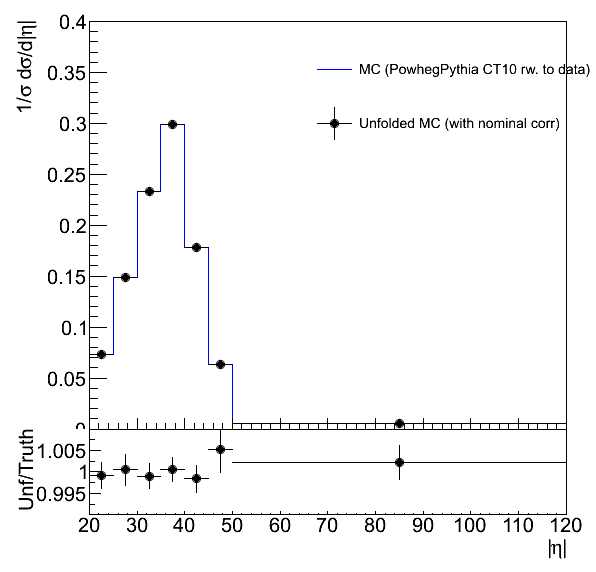 1/σ dσ/d|η|
0.4
0.35
0.3
0.25
0.2
0.15
0.1
0.05
0
MC (PowhegPythia CT10 rw. to data)
Unfolded MC (with nominal corr)
Unf/Truth
1.005
1
0.995
20 30 40 50 60 70 80 90 100 110 120
|η|